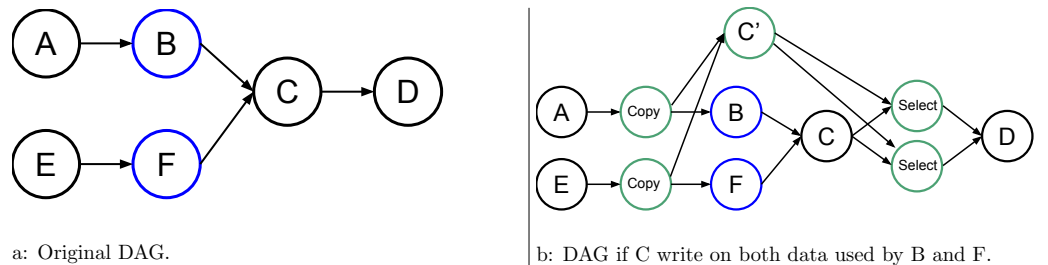 A
B
C
D
E
F
a: Original DAG.
C’
A
Copy
B
Select
C
D
E
Copy
F
Select
b: DAG if C write on both data used by B and F.